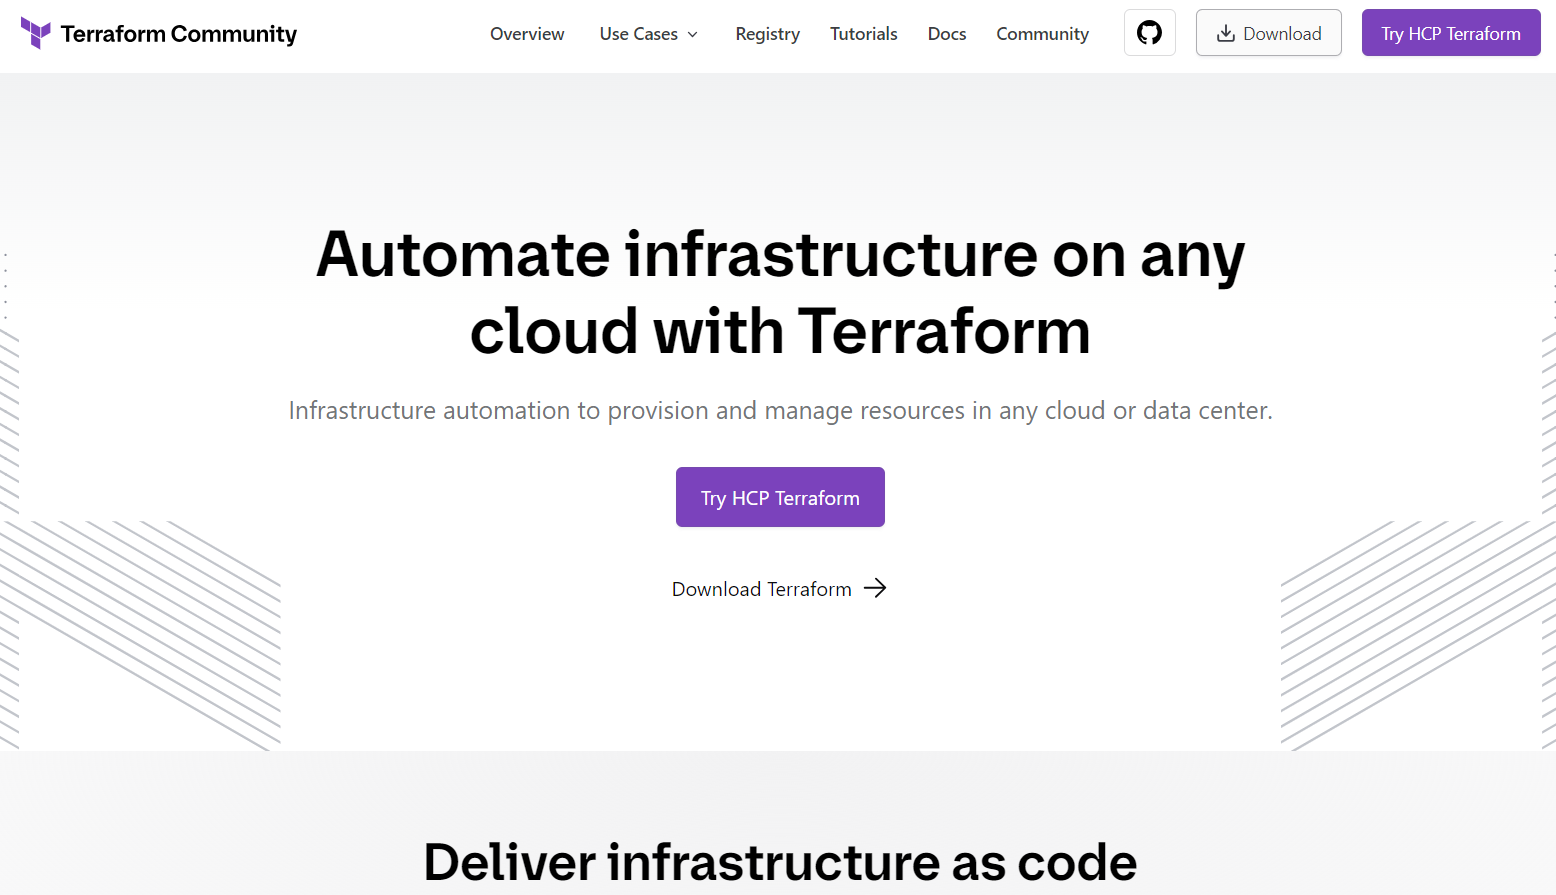 Terraform Community
Overview
Use Cases
Registry
Tutorials
Docs
Community
Download
Try HCP Terraform
Automate infrastructure on any
cloud with Terraform
Infrastructure automation to provision and manage resources in any cloud or data center.
Try HCP Terraform
Download Terraform
Deliver infrastructure as code